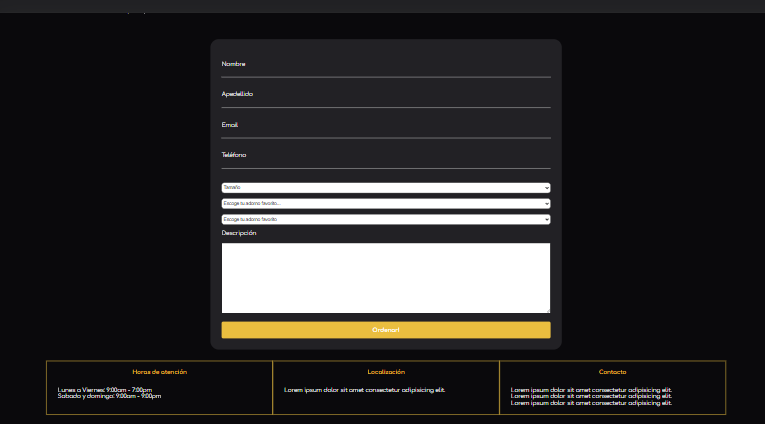 Nombre
Apedellido
Email
Teléfono
Tamaño
Escoge tu adorno favorito...
Escoge tu adorno favorito
Descripción
Ordenar!
Horas de atención
Lunes a Viernes: 9:00am - 7:00pm
Sabado y domingo: 9:00am - 9:00pm
Localización
Lorem ipsum dolor sit amet consectetur adipisicing elit.
Contacto
Lorem ipsum dolor sit amet consectetur adipisicing elit.
Lorem ipsum dolor sit amet consectetur adipisicing elit.
Lorem ipsum dolor sit amet consectetur adipisicing elit.